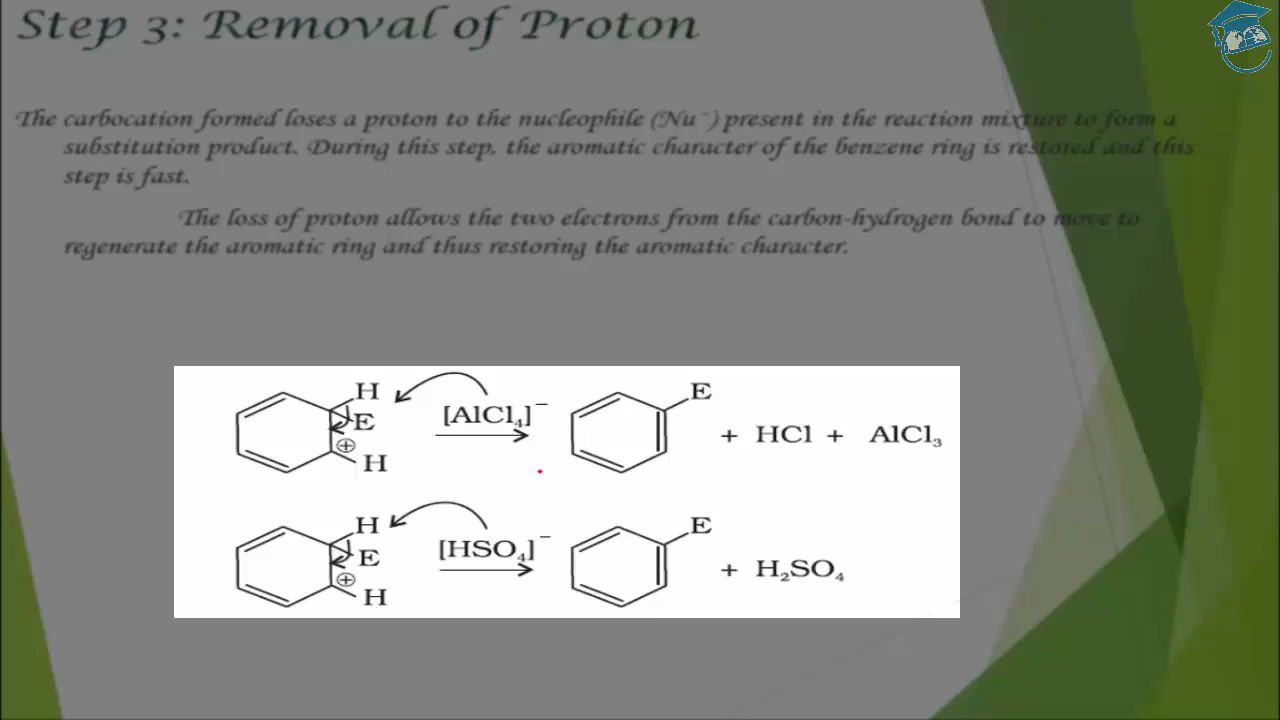 Step 3: Removal of Proton
The carbocation formed loses a proton to the nucleophile (Nu⁻) present in the reaction mixture to form a
substitution product. During this step, the aromatic character of the benzene ring is restored and this
step is fast.
The loss of proton allows the two electrons from the carbon-hydrogen bond to move to
regenerate the aromatic ring and thus restoring the aromatic character.
H E ⊕ H [AlCl₄]⁻ E + HCl + AlCl₃
H E ⊕ H [HSO₄]⁻ E + H₂SO₄